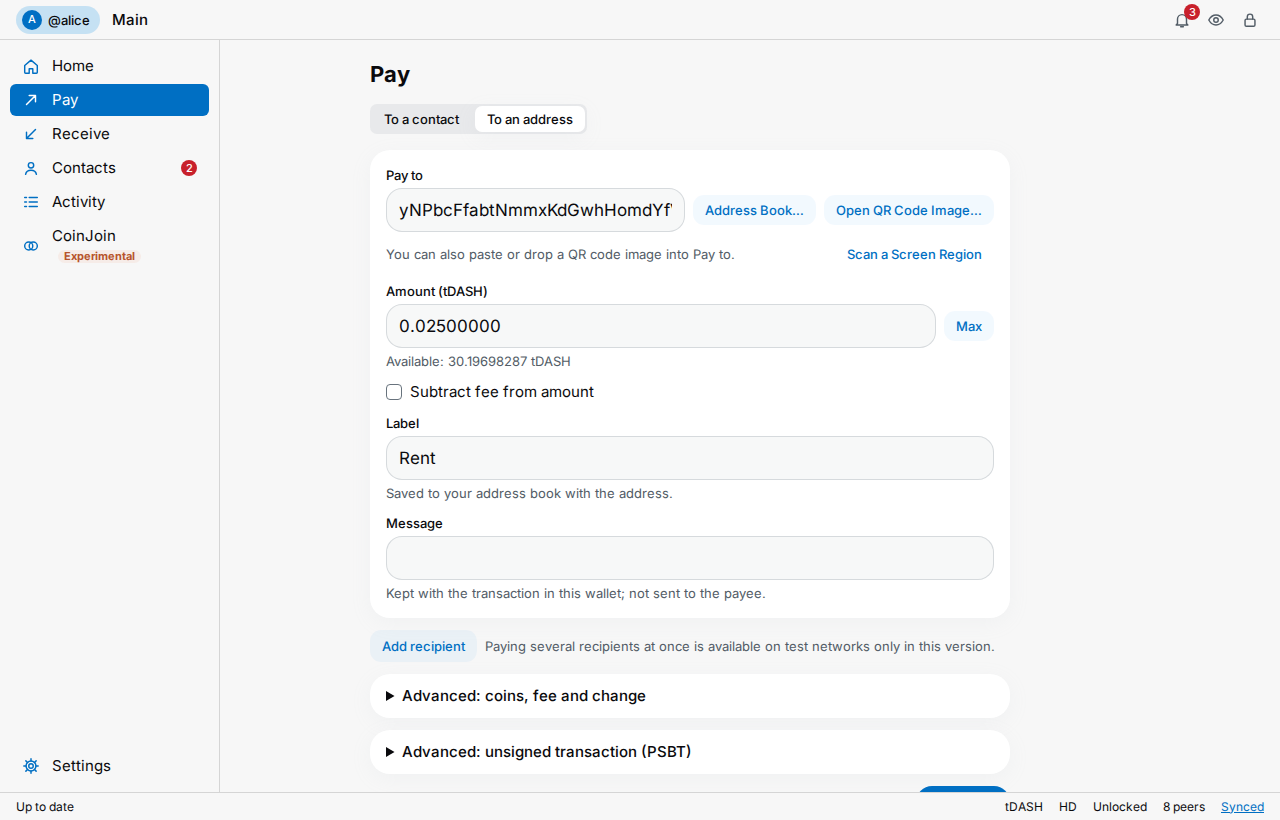 A @alice Main 3
Home
Pay
Receive
Contacts 2
Activity
CoinJoin
Experimental
Settings
Pay
To a contact To an address
Pay to
yNPbcFfabtNmmxKdGwhHomdYf
Address Book... Open QR Code Image...
You can also paste or drop a QR code image into Pay to. Scan a Screen Region
Amount (tDASH)
0.02500000 Max
Available: 30.19698287 tDASH
Subtract fee from amount
Label
Rent
Saved to your address book with the address.
Message
Kept with the transaction in this wallet; not sent to the payee.
Add recipient Paying several recipients at once is available on test networks only in this version.
Advanced: coins, fee and change
Advanced: unsigned transaction (PSBT)
Up to date tDASH HD Unlocked 8 peers Synced